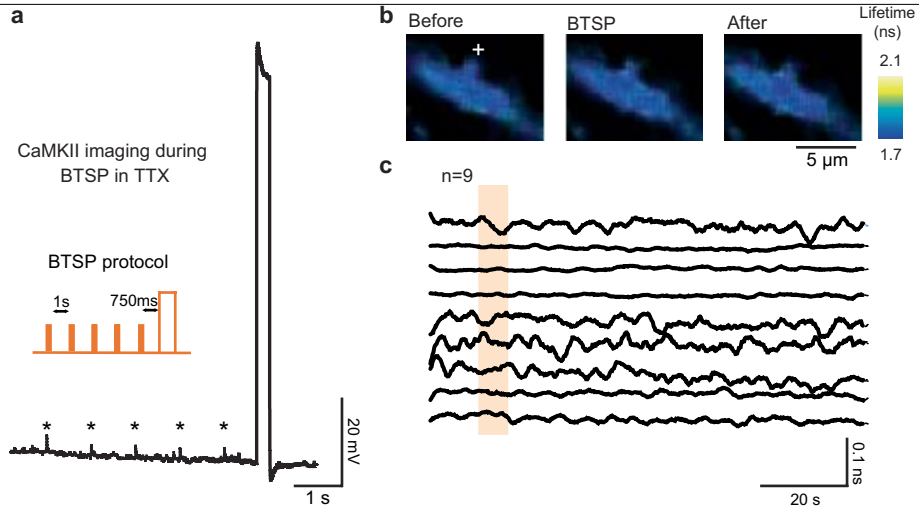 a
CaMKII imaging during
BTSP in TTX
BTSP protocol
1s
750ms
* * * * *
20 mV
1 s
b
Before
BTSP
After
Lifetime
(ns)
2.1
1.7
+
5 µm
c
n=9
0.1 ns
20 s